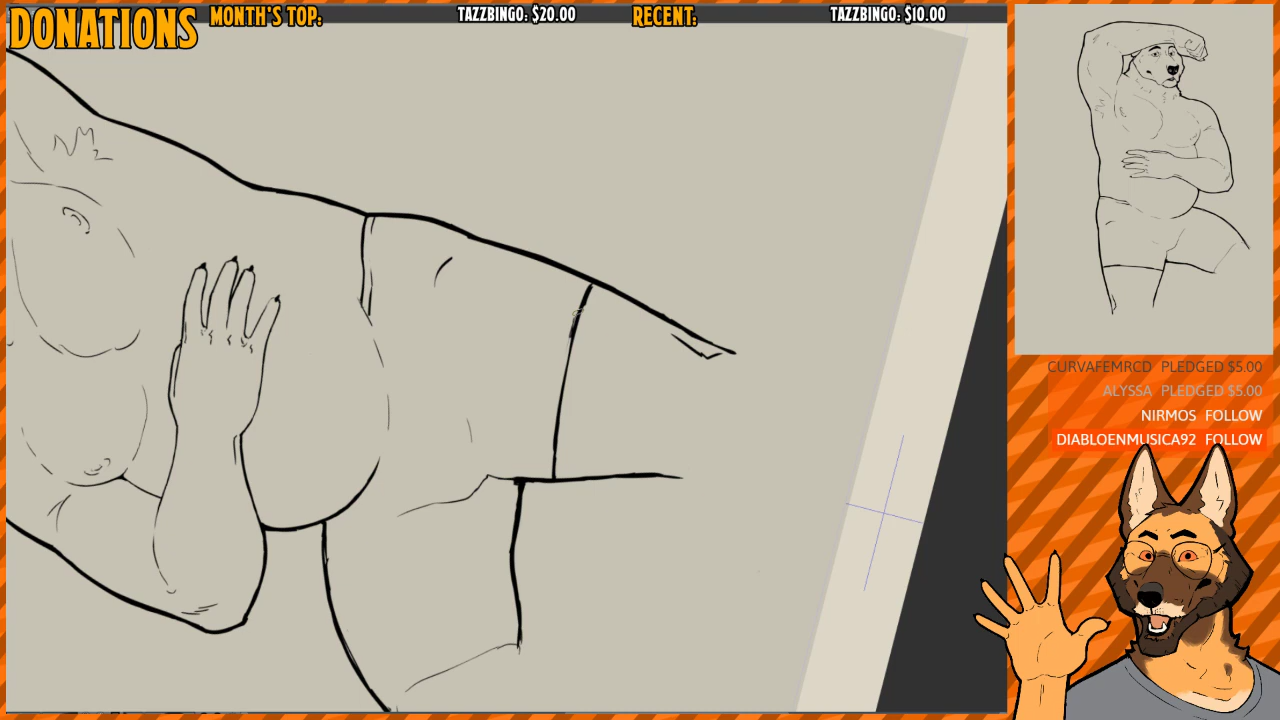 DONATIONS
MONTH'S TOP:
TAZZBINGO: $20.00
RECENT:
TAZZBINGO: $10.00
CURVAFEMRCD PLEDGED $5.00
ALYSSA PLEDGED $5.00
NIRMOS FOLLOW
DIABLOENMUSICA92 FOLLOW